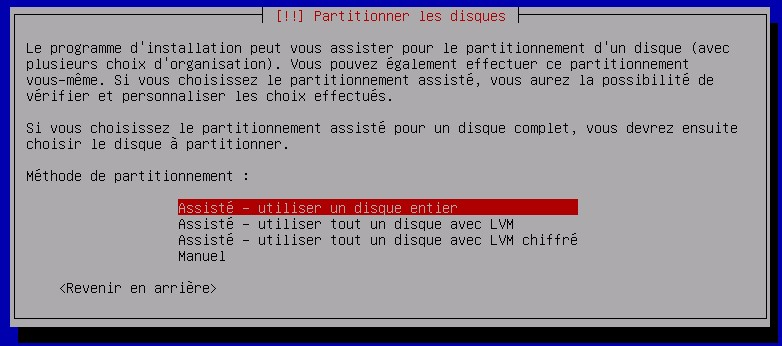 [!!] Partitionner les disques
Le programme d'installation peut vous assister pour le partitionnement d'un disque (avec
plusieurs choix d'organisation). Vous pouvez également effectuer ce partitionnement
vous-même. Si vous choisissez le partitionnement assisté, vous aurez la possibilité de
vérifier et personnaliser les choix effectués.
Si vous choisissez le partitionnement assisté pour un disque complet, vous devrez ensuite
choisir le disque à partitionner.
Méthode de partitionnement :
Assisté - utiliser un disque entier
Assisté - utiliser tout un disque avec LVM
Assisté - utiliser tout un disque avec LVM chiffré
Manuel
<Revenir en arrière>